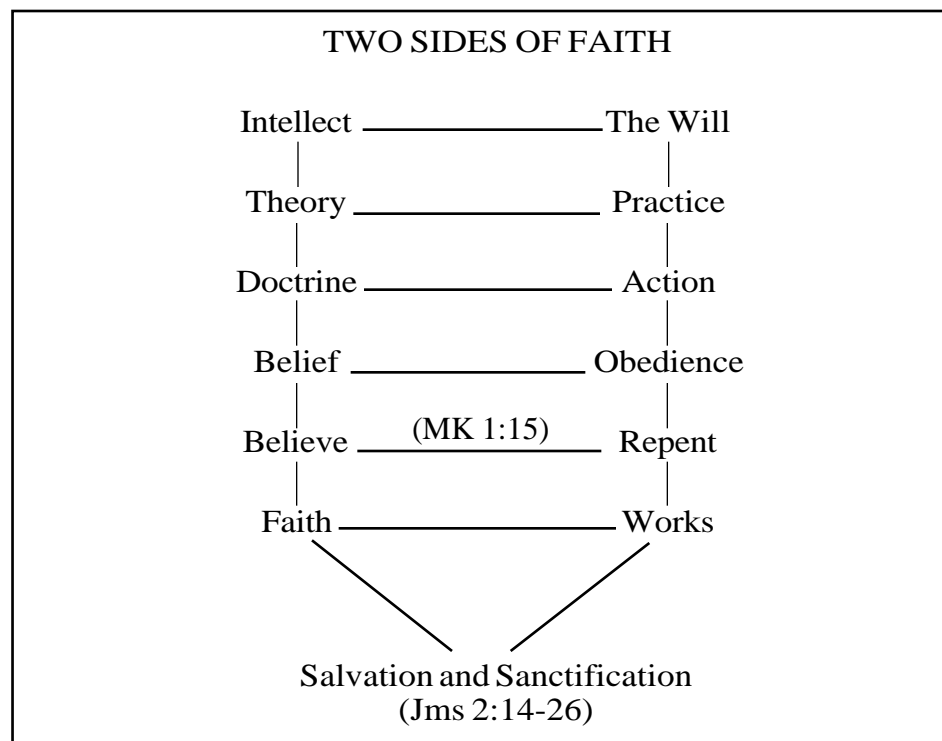 TWO SIDES OF FAITH
Intellect The Will
Theory Practice
Doctrine Action
Belief Obedience
Believe (MK 1:15) Repent
Faith Works
Salvation and Sanctification
(Jms 2:14-26)